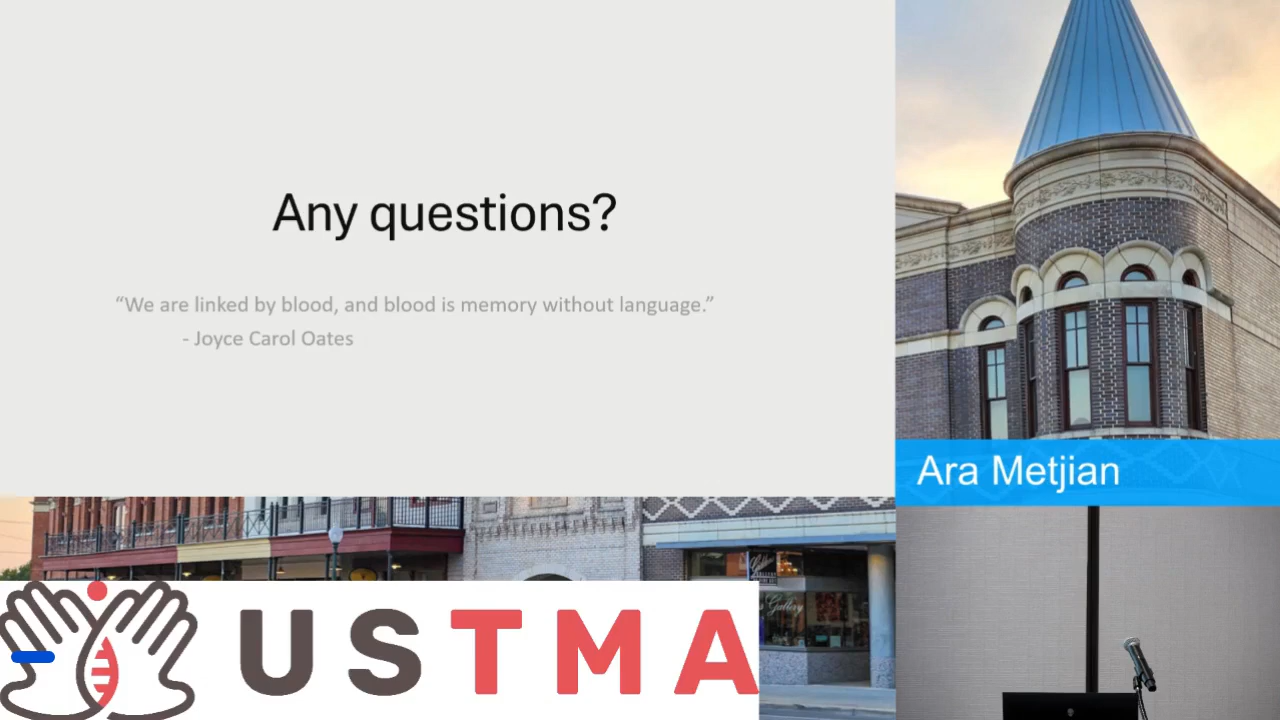 Any questions?
“We are linked by blood, and blood is memory without language.”
- Joyce Carol Oates
Ara Metjian
USTMA
Gallery